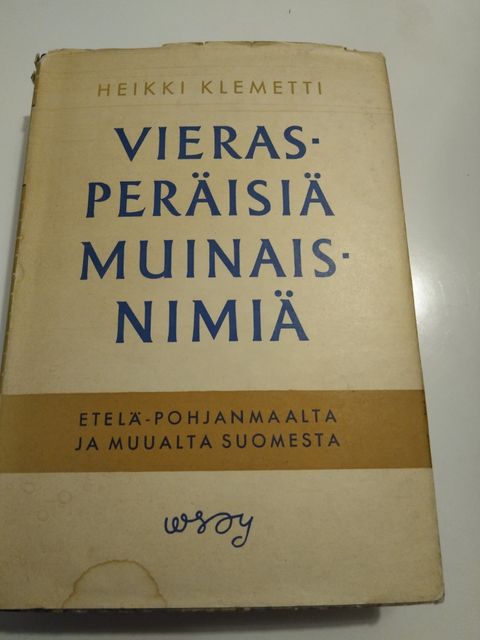 HEIKKI KLEMETTI
VIERAS-
PERÄISIÄ
MUINAIS-
NIMIÄ
ETELÄ-POHJANMAALTA
JA MUUALTA SUOMESTA
wsoy